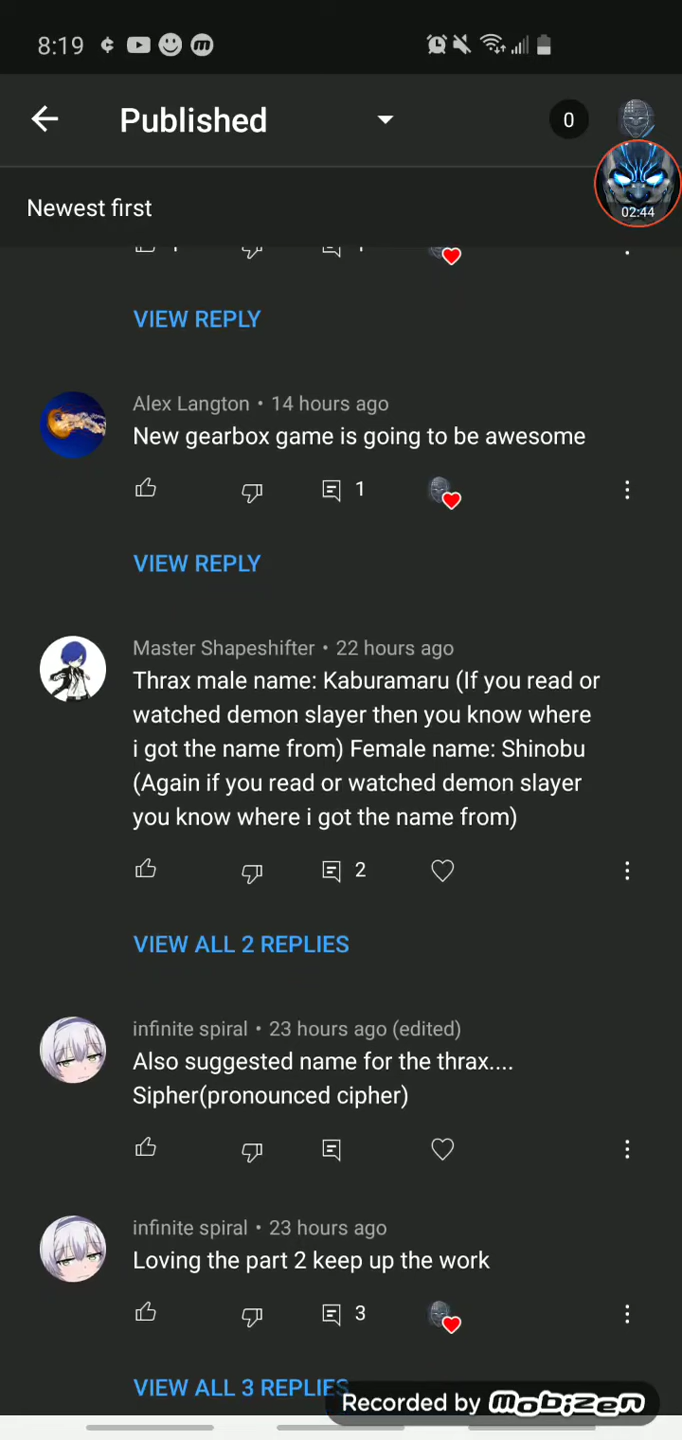 8:19
Published
0
02:44
Newest first
1 1
VIEW REPLY
Alex Langton • 14 hours ago
New gearbox game is going to be awesome
1
VIEW REPLY
Master Shapeshifter • 22 hours ago
Thrax male name: Kaburamaru (If you read or
watched demon slayer then you know where
i got the name from) Female name: Shinobu
(Again if you read or watched demon slayer
you know where i got the name from)
2
VIEW ALL 2 REPLIES
infinite spiral • 23 hours ago (edited)
Also suggested name for the thrax....
Sipher(pronounced cipher)
infinite spiral • 23 hours ago
Loving the part 2 keep up the work
3
VIEW ALL 3 REPLIES
Recorded by mobizen